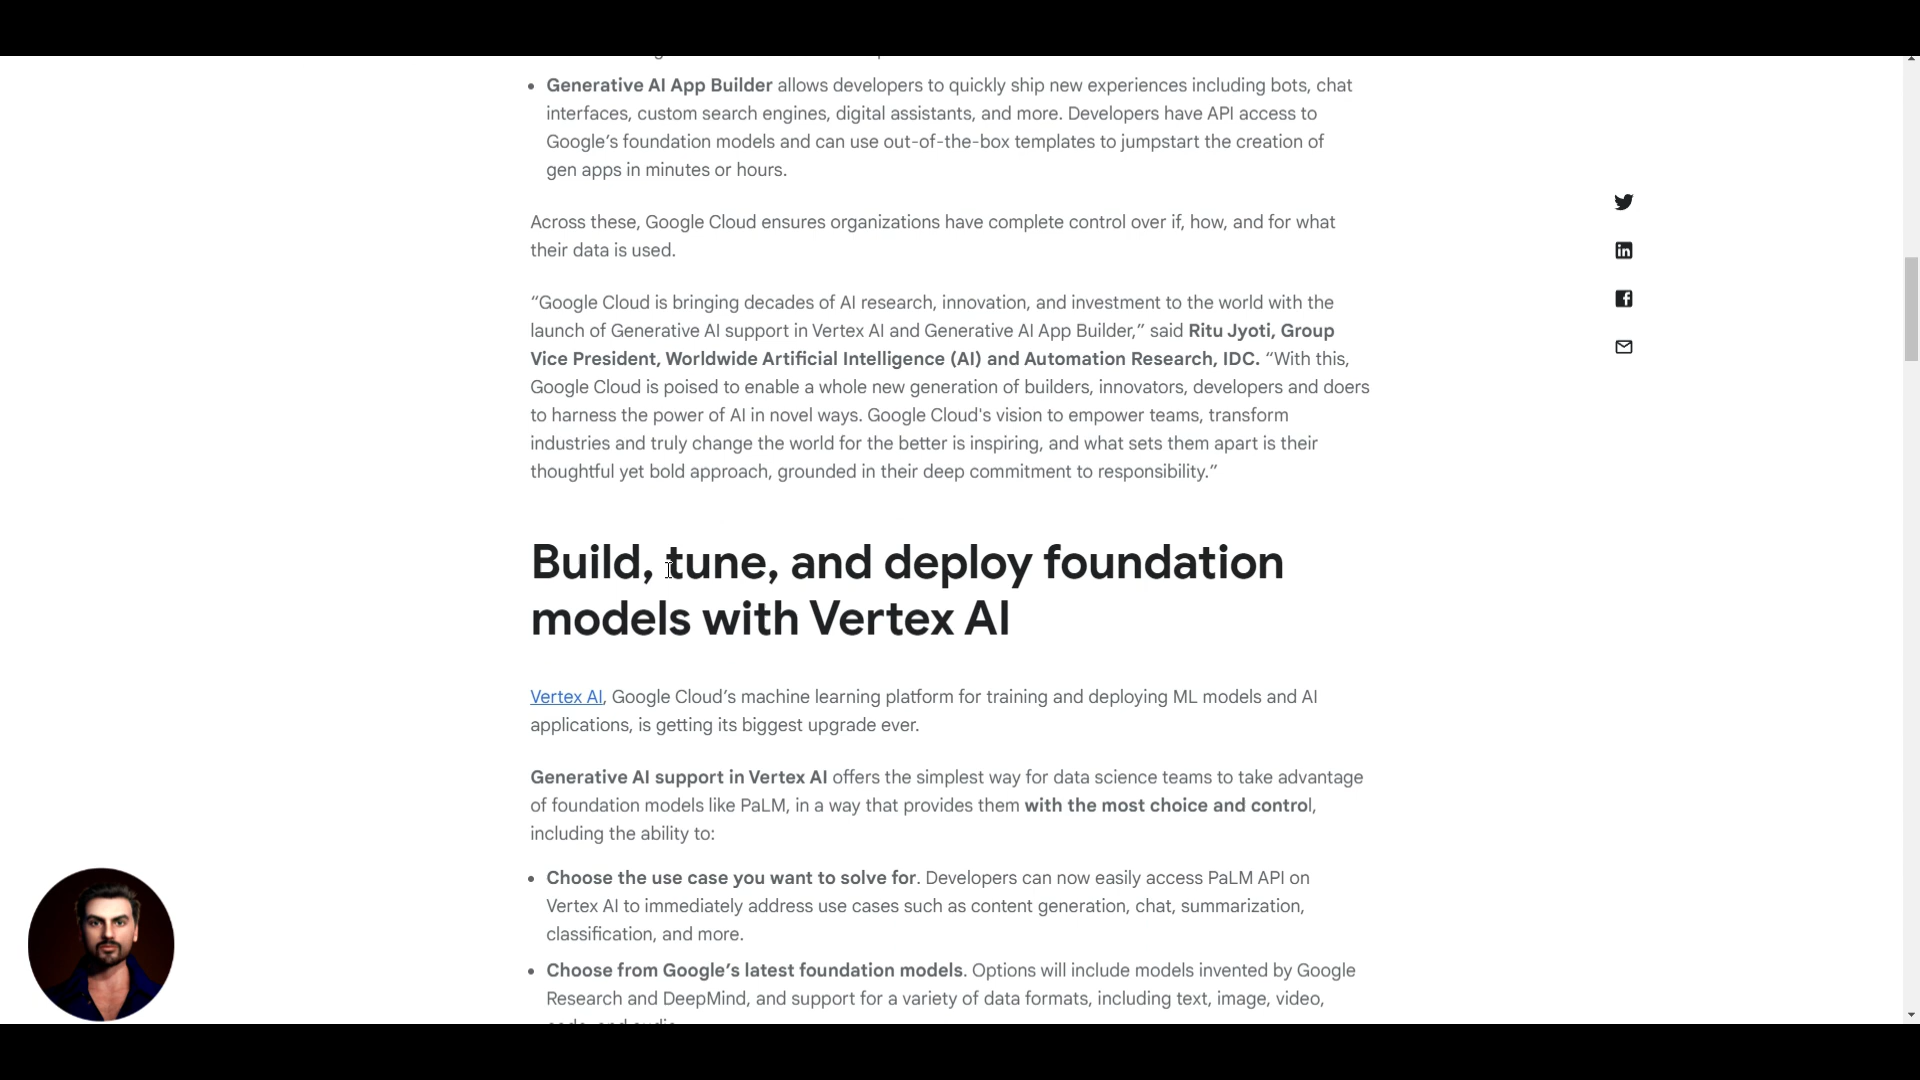 • Generative AI App Builder allows developers to quickly ship new experiences including bots, chat
interfaces, custom search engines, digital assistants, and more. Developers have API access to
Google’s foundation models and can use out-of-the-box templates to jumpstart the creation of
gen apps in minutes or hours.
Across these, Google Cloud ensures organizations have complete control over if, how, and for what
their data is used.
“Google Cloud is bringing decades of AI research, innovation, and investment to the world with the
launch of Generative AI support in Vertex AI and Generative AI App Builder,” said Ritu Jyoti, Group
Vice President, Worldwide Artificial Intelligence (AI) and Automation Research, IDC. “With this,
Google Cloud is poised to enable a whole new generation of builders, innovators, developers and doers
to harness the power of AI in novel ways. Google Cloud's vision to empower teams, transform
industries and truly change the world for the better is inspiring, and what sets them apart is their
thoughtful yet bold approach, grounded in their deep commitment to responsibility.”
Build, tune, and deploy foundation
models with Vertex AI
Vertex AI, Google Cloud’s machine learning platform for training and deploying ML models and AI
applications, is getting its biggest upgrade ever.
Generative AI support in Vertex AI offers the simplest way for data science teams to take advantage
of foundation models like PaLM, in a way that provides them with the most choice and control,
including the ability to:
• Choose the use case you want to solve for. Developers can now easily access PaLM API on
Vertex AI to immediately address use cases such as content generation, chat, summarization,
classification, and more.
• Choose from Google’s latest foundation models. Options will include models invented by Google
Research and DeepMind, and support for a variety of data formats, including text, image, video,